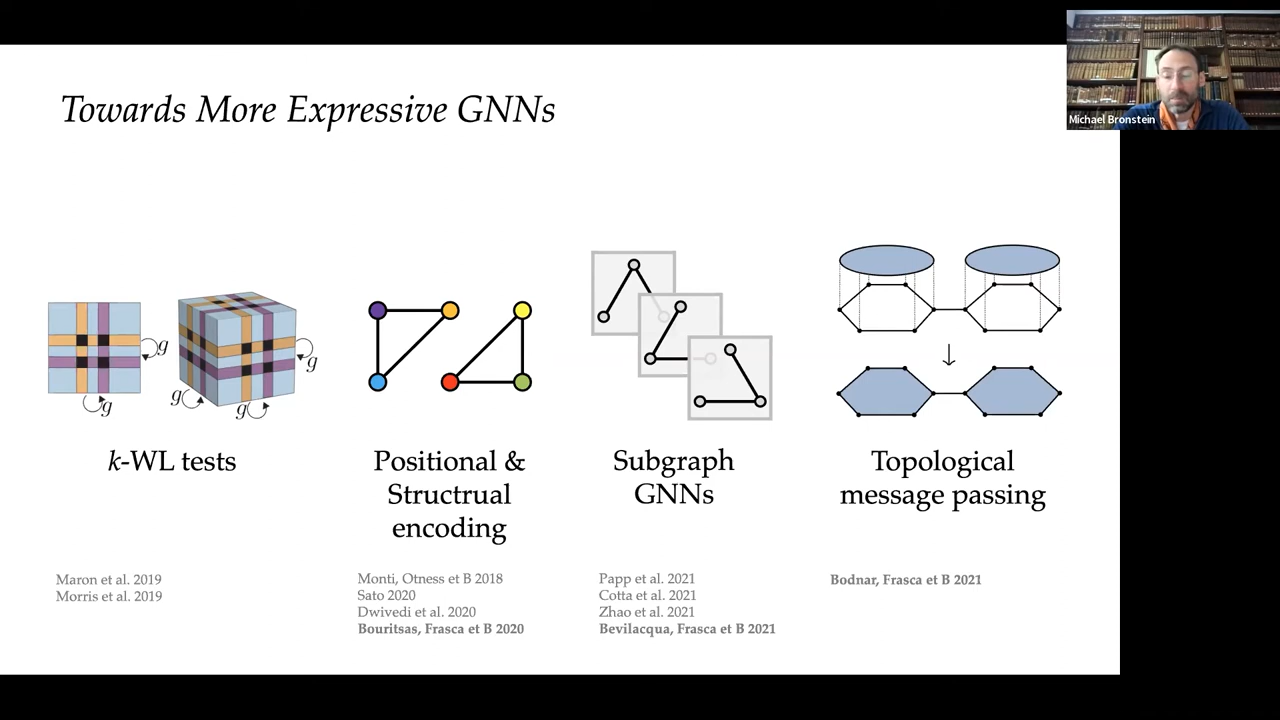 Towards More Expressive GNNs
Michael Bronstein
g
g
g
g
g
k-WL tests
Positional &
Structrual
encoding
Subgraph
GNNs
Topological
message passing
Maron et al. 2019
Morris et al. 2019
Monti, Otness et B 2018
Sato 2020
Dwivedi et al. 2020
Bouritsas, Frasca et B 2020
Papp et al. 2021
Cotta et al. 2021
Zhao et al. 2021
Bevilacqua, Frasca et B 2021
Bodnar, Frasca et B 2021